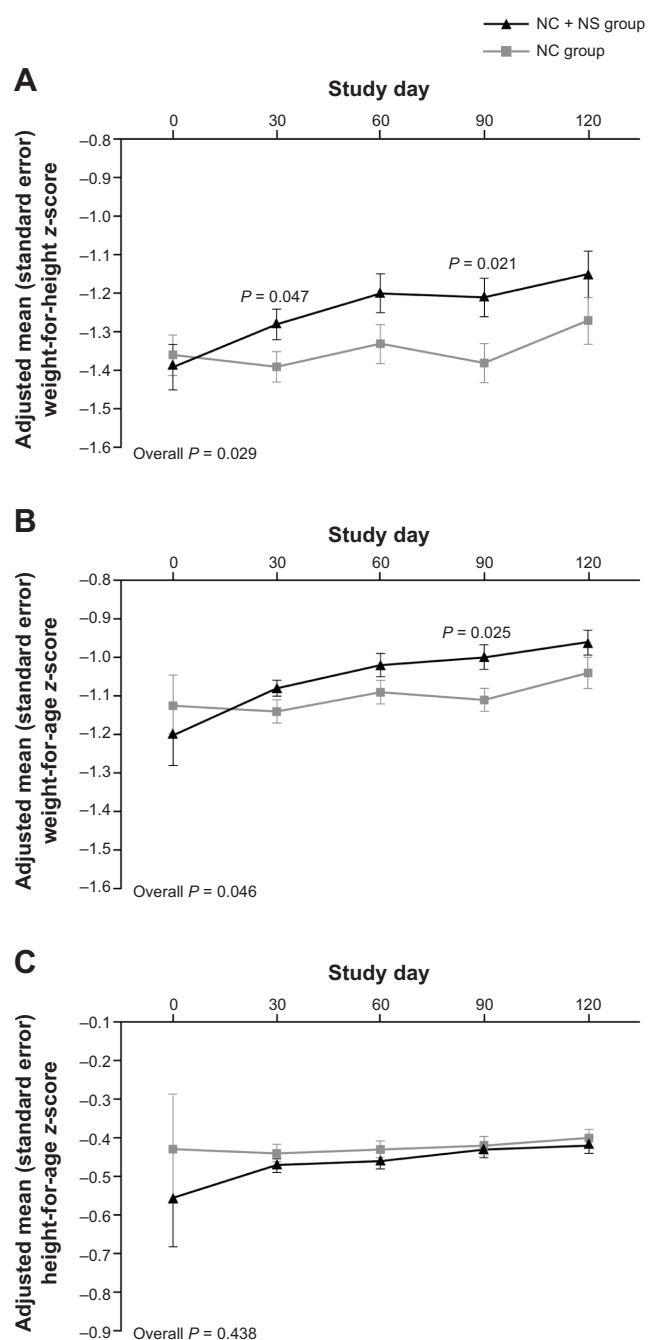 NC + NS group
NC group
A
Study day
0 30 60 90 120
Adjusted mean (standard error)
weight-for-height z-score
–0.8
–0.9
–1.0
–1.1
–1.2
–1.3
–1.4
–1.5
–1.6
P = 0.047
P = 0.021
Overall P = 0.029
B
Study day
0 30 60 90 120
Adjusted mean (standard error)
weight-for-age z-score
–0.8
–0.9
–1.0
–1.1
–1.2
–1.3
–1.4
–1.5
–1.6
P = 0.025
Overall P = 0.046
C
Study day
0 30 60 90 120
Adjusted mean (standard error)
height-for-age z-score
–0.1
–0.2
–0.3
–0.4
–0.5
–0.6
–0.7
–0.8
–0.9
Overall P = 0.438